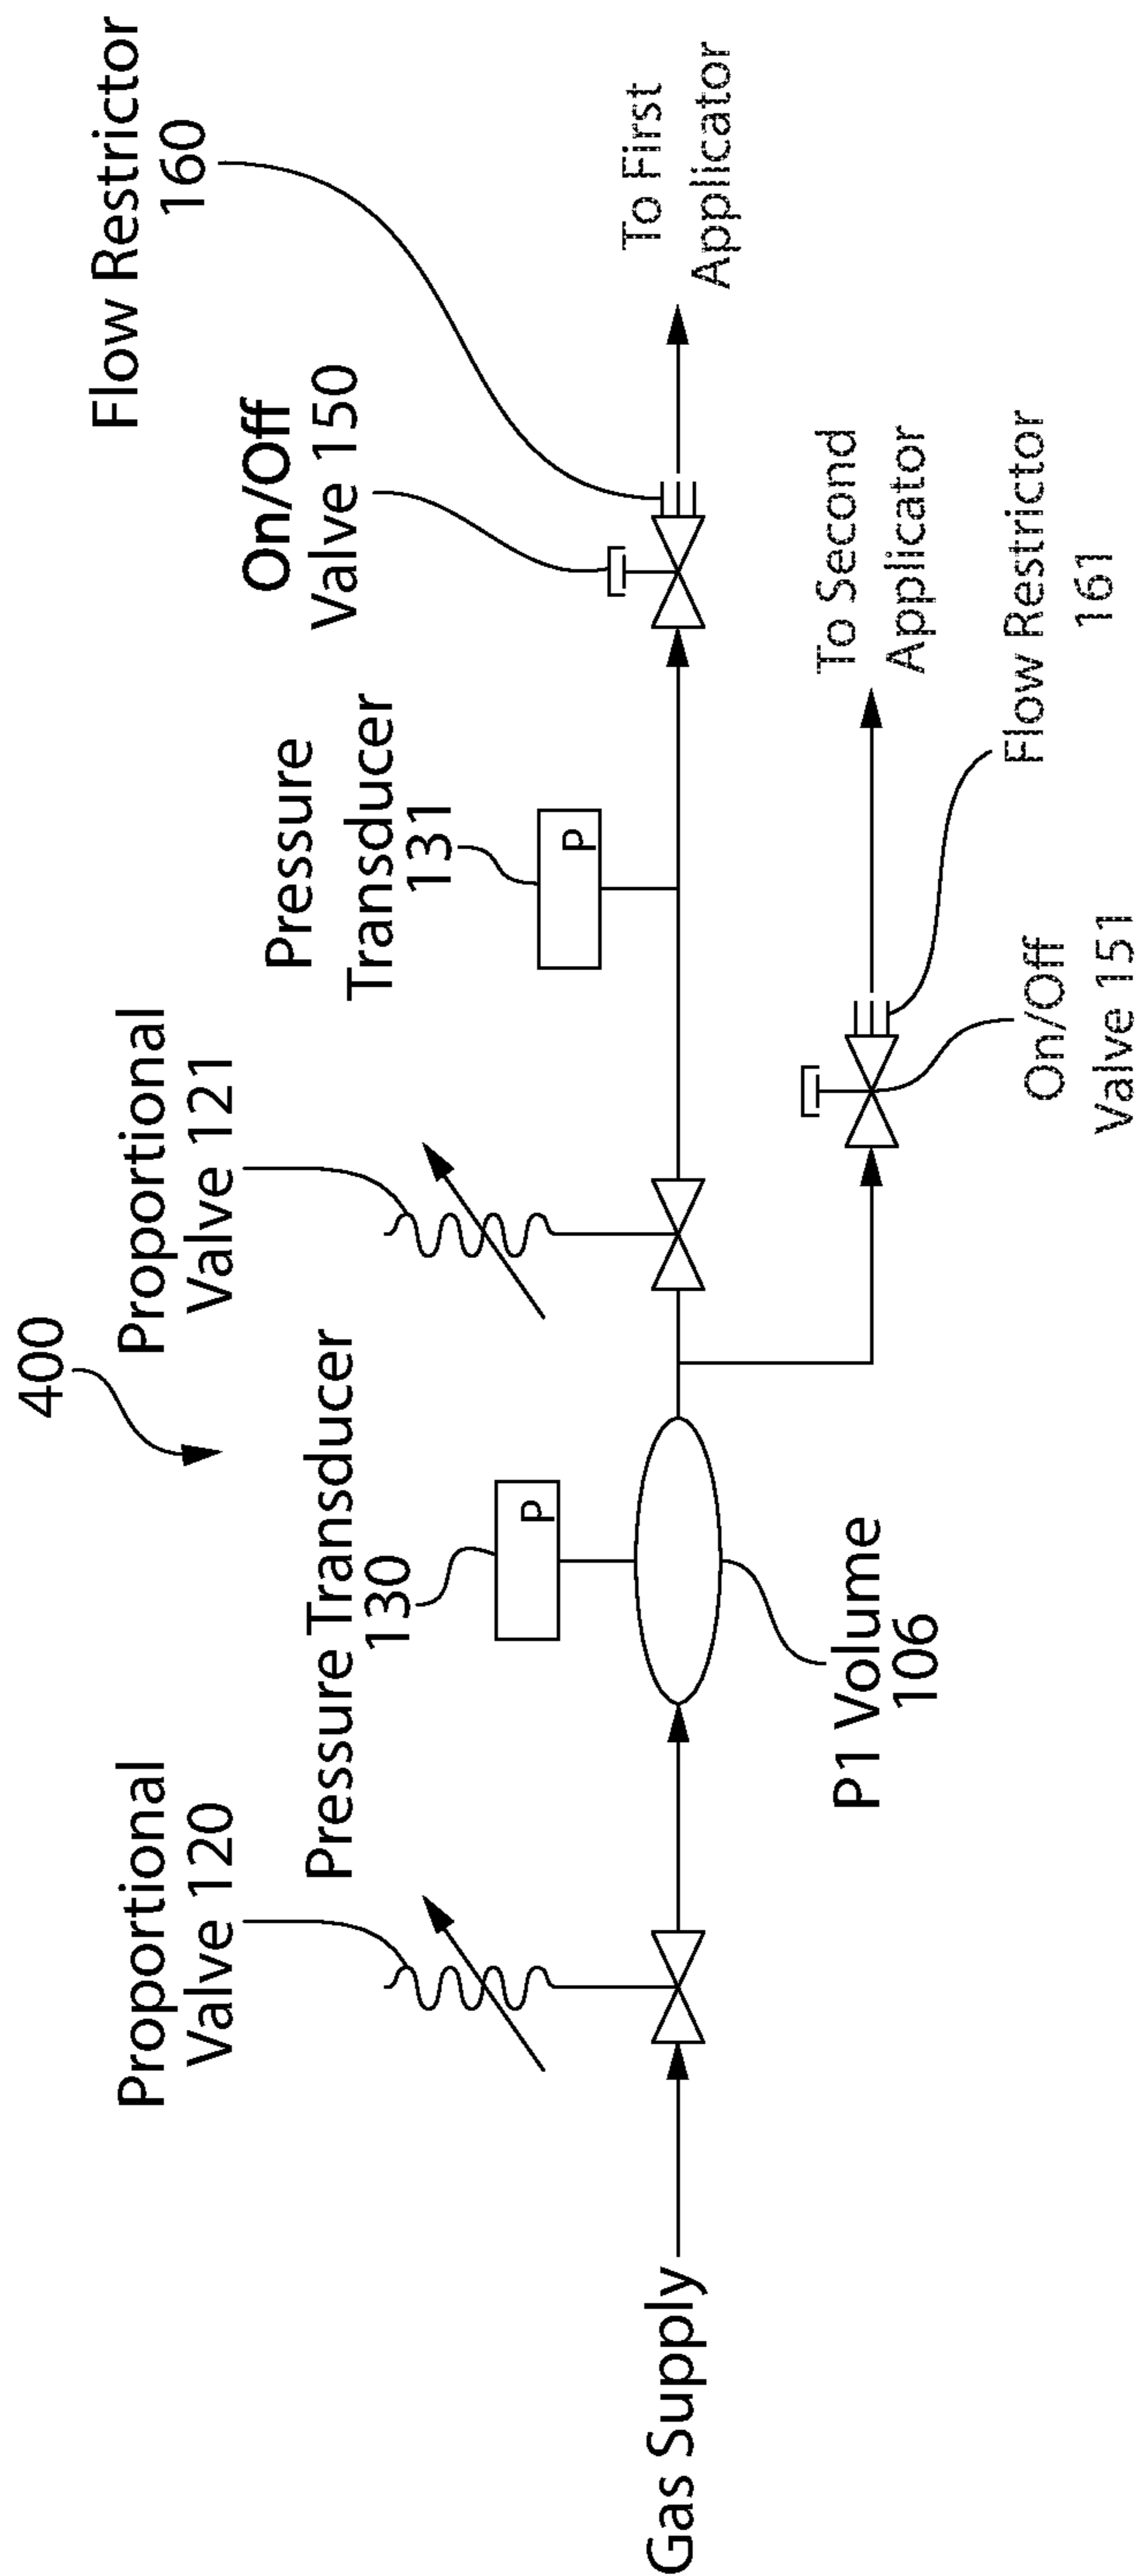 400
Flow Restrictor
160
On/Off
Valve 150
To First
Applicator
Pressure
Transducer
131
P
Proportional
Valve 121
Pressure Transducer
130
P
Proportional
Valve 120
Gas Supply
P1 Volume
106
To Second
Applicator
Flow Restrictor
161
On/Off
Valve 151